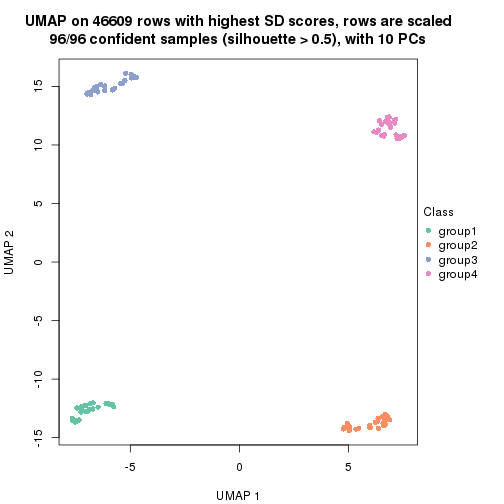 UMAP on 46609 rows with highest SD scores, rows are scaled
96/96 confident samples (silhouette > 0.5), with 10 PCs
15
10
5
0
-5
-10
-15
UMAP 2
-5
0
5
UMAP 1
Class
group1
group2
group3
group4